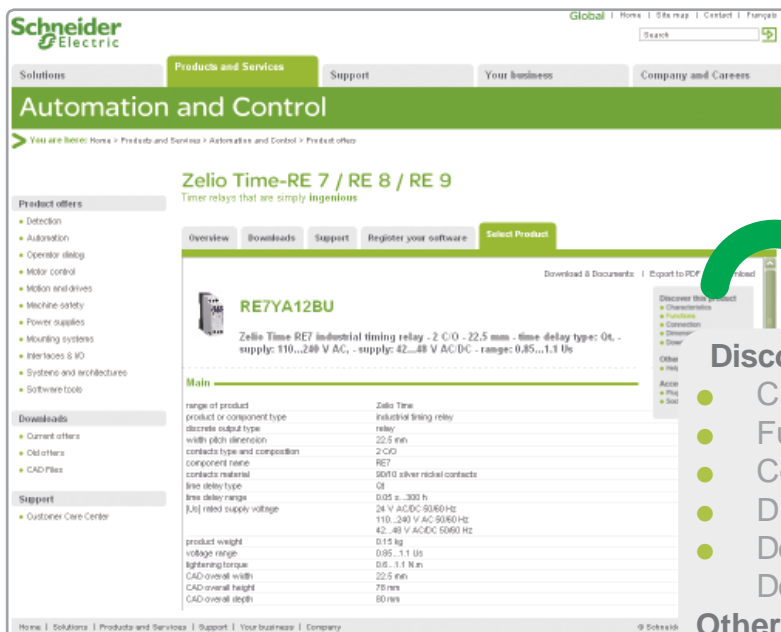 Global | Home | Site map | Contact | Français
Schneider
Electric
Search
Solutions
Products and Services
Support
Your business
Company and Careers
Automation and Control
You are here: Home > Products and Services > Automation and Control > Product offers
Zelio Time-RE 7 / RE 8 / RE 9
Timer relays that are simply ingenious
Product offers
Detection
Automation
Operator dialog
Motor control
Motion and drives
Machine safety
Power supplies
Mounting systems
Interfaces & I/O
Systems and architectures
Software tools
Downloads
Current offers
Old offers
CAD Files
Support
Customer Care Center
Overview
Downloads
Support
Register your software
Select Product
Download & Documents | Export to PDF
RE7YA12BU
Zelio Time RE7 industrial timing relay - 2 C/O - 22.5 mm - time delay type: Qt, -
supply: 110...240 V AC, - supply: 42...48 V AC/DC - range: 0.85...1.1 Us
Main
range of product Zelio Time
product or component type industrial timing relay
discrete output type relay
width pitch dimension 22.5 mm
contacts type and composition 2 C/O
component name RE7
contacts material 90/10 silver nickel contacts
time delay type Qt
time delay range 0.05 s...300 h
[Us] rated supply voltage 24 V AC/DC 50/60 Hz
110...240 V AC 50/60 Hz
42...48 V AC/DC 50/60 Hz
product weight 0.15 kg
voltage range 0.85...1.1 Us
tightening torque 0.6...1.1 N.m
CAD overall width 22.5 mm
CAD overall height 78 mm
CAD overall depth 80 mm
Discover this product
Characteristics
Functions
Connection
Other
Home | Solutions | Products and Services | Support | Your business | Company